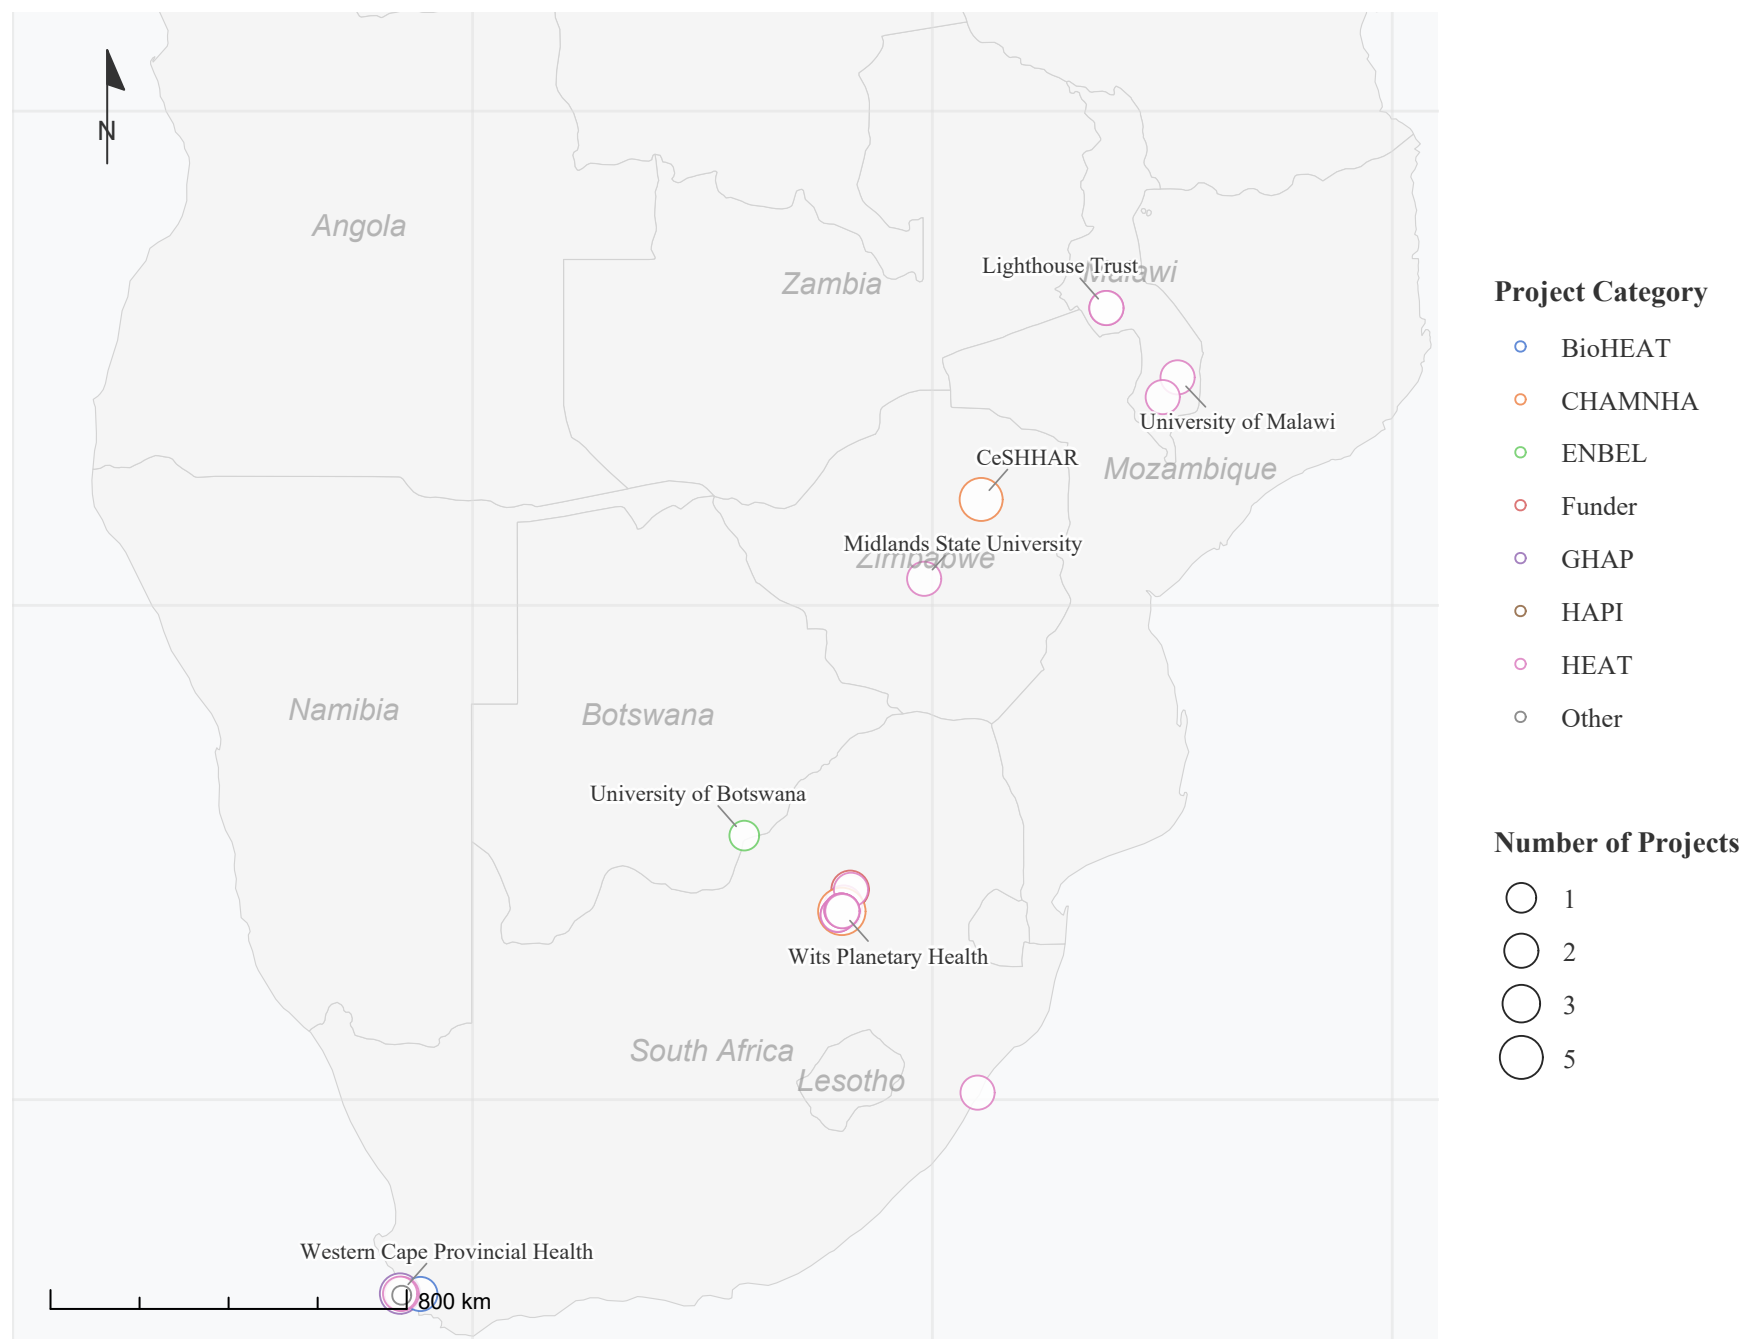 N
Angola
Zambia
Lighthouse Trust
Malawi
University of Malawi
CeSHHAR
Mozambique
Midlands State University
Zimbabwe
Namibia
Botswana
University of Botswana
Wits Planetary Health
South Africa
Lesotho
Western Cape Provincial Health
800 km
Project Category
BioHEAT
CHAMNHA
ENBEL
Funder
GHAP
HAPI
HEAT
Other
Number of Projects
1
2
3
5